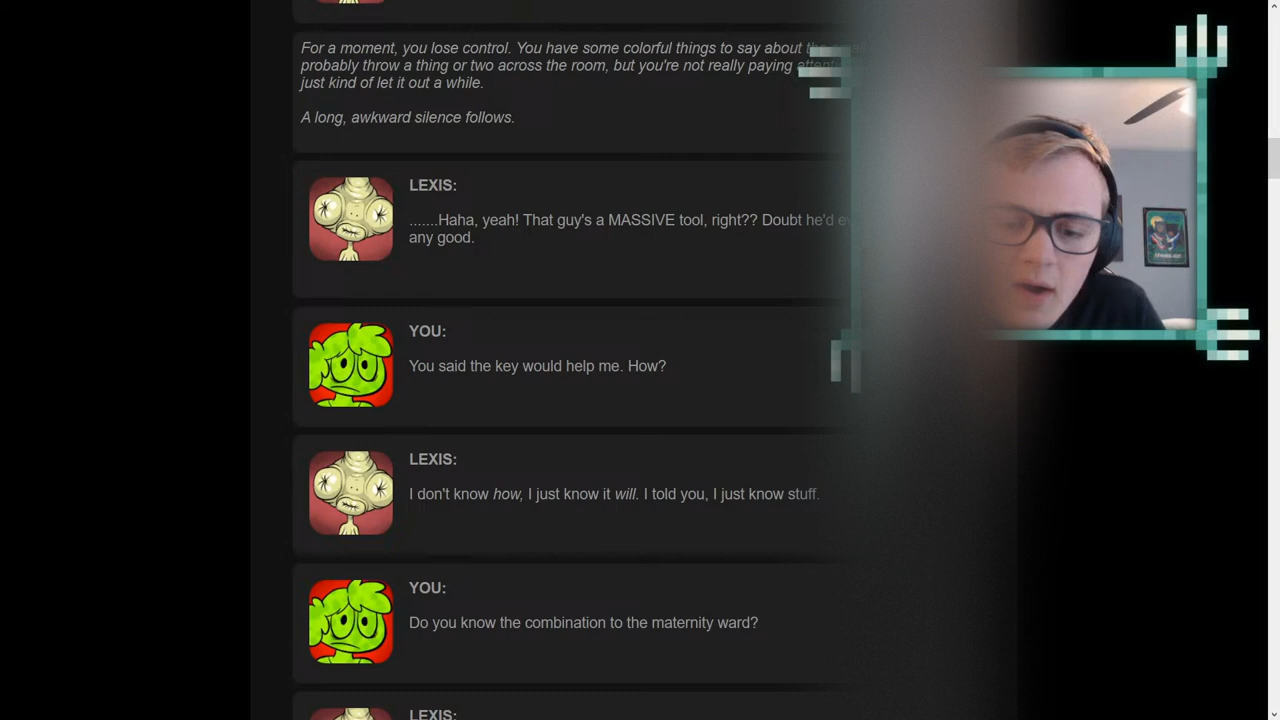 For a moment, you lose control. You have some colorful things to say about the
probably throw a thing or two across the room, but you're not really paying
just kind of let it out a while.
A long, awkward silence follows.
LEXIS:
.......Haha, yeah! That guy's a MASSIVE tool, right?? Doubt he'd
any good.
YOU:
You said the key would help me. How?
LEXIS:
I don't know how, I just know it will. I told you, I just know stuff.
YOU:
Do you know the combination to the maternity ward?
LEXIS: